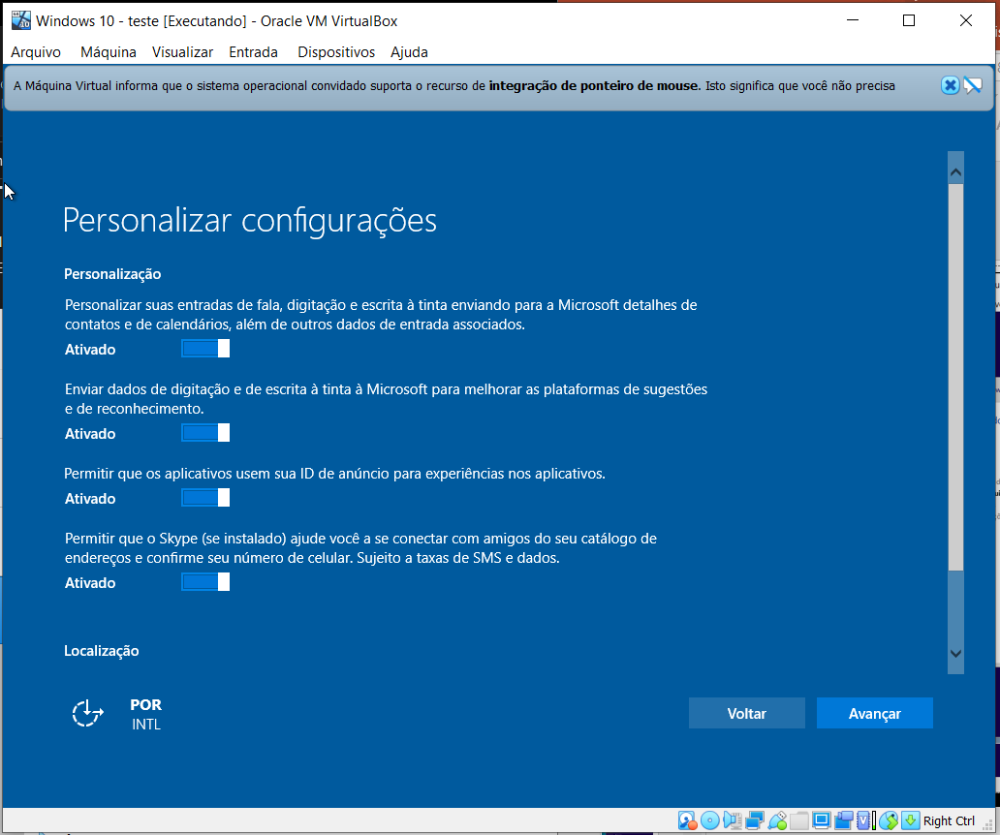 Windows 10 - teste [Executando] - Oracle VM VirtualBox
Arquivo Máquina Visualizar Entrada Dispositivos Ajuda
A Máquina Virtual informa que o sistema operacional convidado suporta o recurso de integração de ponteiro de mouse. Isto significa que você não precisa
Personalizar configurações
Personalização
Personalizar suas entradas de fala, digitação e escrita à tinta enviando para a Microsoft detalhes de
contatos e de calendários, além de outros dados de entrada associados.
Ativado
Enviar dados de digitação e de escrita à tinta à Microsoft para melhorar as plataformas de sugestões
e de reconhecimento.
Ativado
Permitir que os aplicativos usem sua ID de anúncio para experiências nos aplicativos.
Ativado
Permitir que o Skype (se instalado) ajude você a se conectar com amigos do seu catálogo de
endereços e confirme seu número de celular. Sujeito a taxas de SMS e dados.
Ativado
Localização
POR
INTL
Voltar Avançar
Right Ctrl